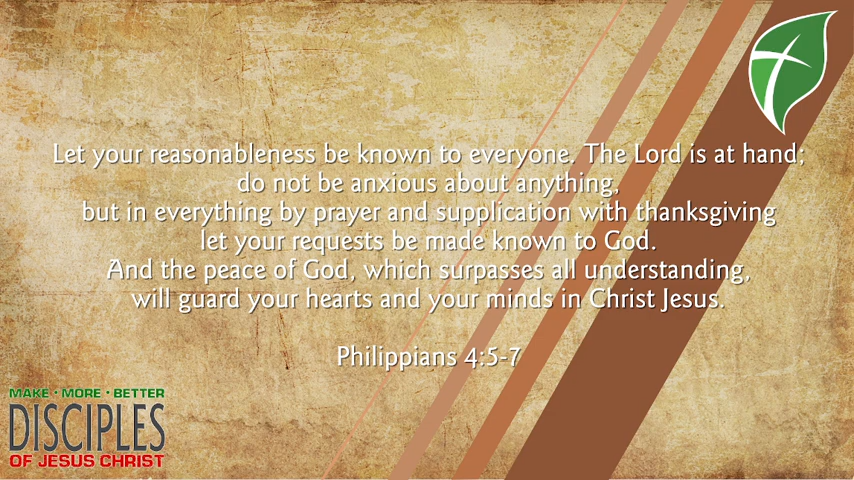 Let your reasonableness be known to everyone. The Lord is at hand;
do not be anxious about anything,
but in everything by prayer and supplication with thanksgiving
let your requests be made known to God.
And the peace of God, which surpasses all understanding,
will guard your hearts and your minds in Christ Jesus.
Philippians 4:5-7
MAKE · MORE · BETTER
DISCIPLES
OF JESUS CHRIST